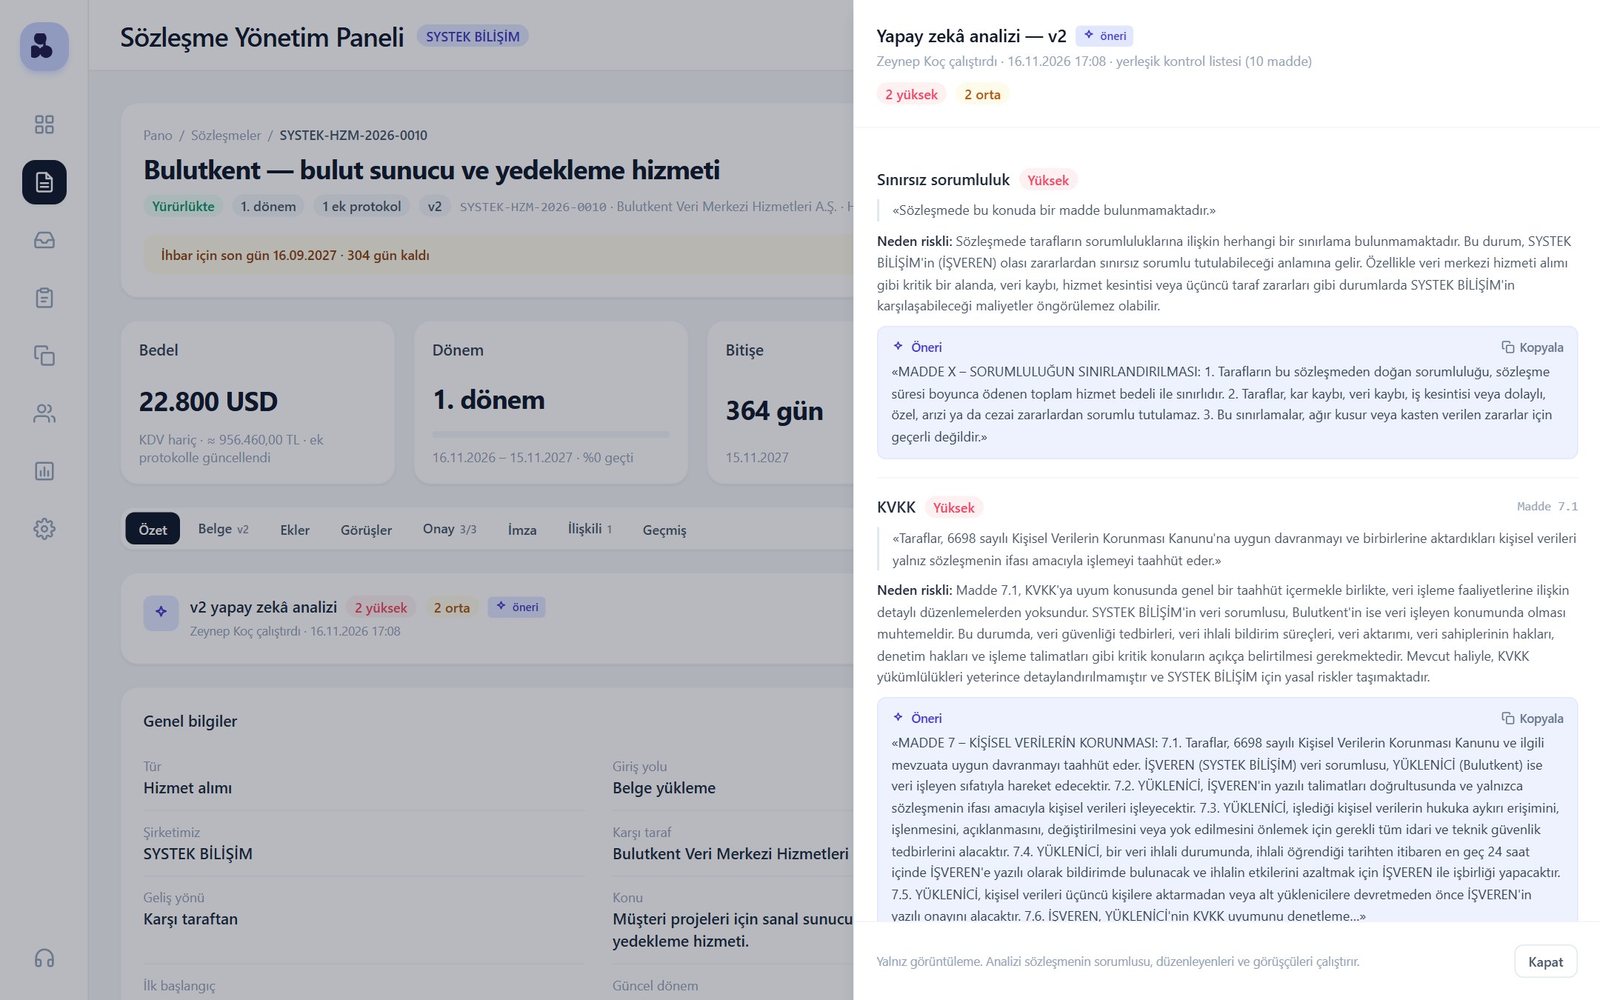 Sözleşme Yönetim Paneli
SYSTEK BİLİŞİM
Pano / Sözleşmeler / SYSTEK-HZM-2026-0010
Bulutkent — bulut sunucu ve yedekleme hizmeti
Yürürlükte
1. dönem
1 ek protokol
v2
SYSTEK-HZM-2026-0010 · Bulutkent Veri Merkezi Hizmetleri A.Ş. ·
İhbar için son gün 16.09.2027 · 304 gün kaldı
Bedel
22.800 USD
KDV hariç · ≈ 956.460,00 TL · ek
protokolle güncellendi
Dönem
1. dönem
16.11.2026 – 15.11.2027 · %0 geçti
Bitişe
364 gün
15.11.2027
Özet
Belge v2
Ekler
Görüşler
Onay 3/3
İmza
İlişkili 1
Geçmiş
v2 yapay zekâ analizi
2 yüksek
2 orta
öneri
Zeynep Koç çalıştırdı · 16.11.2026 17:08
Genel bilgiler
Tür
Hizmet alımı
Giriş yolu
Belge yükleme
Şirketimiz
SYSTEK BİLİŞİM
Karşı taraf
Bulutkent Veri Merkezi Hizmetleri
Geliş yönü
Karşı taraftan
Konu
Müşteri projeleri için sanal sunucu
yedekleme hizmeti.
İlk başlangıç
Güncel dönem
Yapay zekâ analizi — v2
öneri
Zeynep Koç çalıştırdı · 16.11.2026 17:08 · yerleşik kontrol listesi (10 madde)
2 yüksek
2 orta
Sınırsız sorumluluk
Yüksek
«Sözleşmede bu konuda bir madde bulunmamaktadır.»
Neden riskli: Sözleşmede tarafların sorumluluklarına ilişkin herhangi bir sınırlama bulunmamaktadır. Bu durum, SYSTEK
BİLİŞİM'in (İŞVEREN) olası zararlardan sınırsız sorumlu tutulabileceği anlamına gelir. Özellikle veri merkezi hizmeti alımı
gibi kritik bir alanda, veri kaybı, hizmet kesintisi veya üçüncü taraf zararları gibi durumlarda SYSTEK BİLİŞİM'in
karşılaşabileceği maliyetler öngörülemez olabilir.
Öneri
Kopyala
«MADDE X – SORUMLULUĞUN SINIRLANDIRILMASI: 1. Tarafların bu sözleşmeden doğan sorumluluğu, sözleşme
süresi boyunca ödenen toplam hizmet bedeli ile sınırlıdır. 2. Taraflar, kar kaybı, veri kaybı, iş kesintisi veya dolaylı,
özel, arızi ya da cezai zararlardan sorumlu tutulamaz. 3. Bu sınırlamalar, ağır kusur veya kasten verilen zararlar için
geçerli değildir.»
KVKK
Yüksek
Madde 7.1
«Taraflar, 6698 sayılı Kişisel Verilerin Korunması Kanunu'na uygun davranmayı ve birbirlerine aktardıkları kişisel verileri
yalnız sözleşmenin ifası amacıyla işlemeyi taahhüt eder.»
Neden riskli: Madde 7.1, KVKK'ya uyum konusunda genel bir taahhüt içermekle birlikte, veri işleme faaliyetlerine ilişkin
detaylı düzenlemelerden yoksundur. SYSTEK BİLİŞİM'in veri sorumlusu, Bulutkent'in ise veri işleyen konumunda olması
muhtemeldir. Bu durumda, veri güvenliği tedbirleri, veri ihlali bildirim süreçleri, veri aktarımı, veri sahiplerinin hakları,
denetim hakları ve işleme talimatları gibi kritik konuların açıkça belirtilmesi gerekmektedir. Mevcut haliyle, KVKK
yükümlülükleri yeterince detaylandırılmamıştır ve SYSTEK BİLİŞİM için yasal riskler taşımaktadır.
Öneri
Kopyala
«MADDE 7 – KİŞİSEL VERİLERİN KORUNMASI: 7.1. Taraflar, 6698 sayılı Kişisel Verilerin Korunması Kanunu ve ilgili
mevzuata uygun davranmayı taahhüt eder. İŞVEREN (SYSTEK BİLİŞİM) veri sorumlusu, YÜKLENİCİ (Bulutkent) ise
veri işleyen sıfatıyla hareket edecektir. 7.2. YÜKLENİCİ, İŞVEREN'in yazılı talimatları doğrultusunda ve yalnızca
sözleşmenin ifası amacıyla kişisel verileri işleyecektir. 7.3. YÜKLENİCİ, işlediği kişisel verilerin hukuka aykırı erişimini,
işlenmesini, açıklanmasını, değiştirilmesini veya yok edilmesini önlemek için gerekli tüm idari ve teknik güvenlik
tedbirlerini alacaktır. 7.4. YÜKLENİCİ, bir veri ihlali durumunda, ihlali öğrendiği tarihten itibaren en geç 24 saat
içinde İŞVEREN'e yazılı olarak bildirimde bulunacak ve ihlalin etkilerini azaltmak için İŞVEREN ile işbirliği yapacaktır.
7.5. YÜKLENİCİ, kişisel verileri üçüncü kişilere aktarmadan veya alt yüklenicilere devretmeden önce İŞVEREN'in
yazılı onayını alacaktır. 7.6. İŞVEREN, YÜKLENİCİ'nin KVKK uyumunu denetleme...»
Yalnız görüntüleme. Analizi sözleşmenin sorumlusu, düzenleyenleri ve görüşçüleri çalıştırır.
Kapat